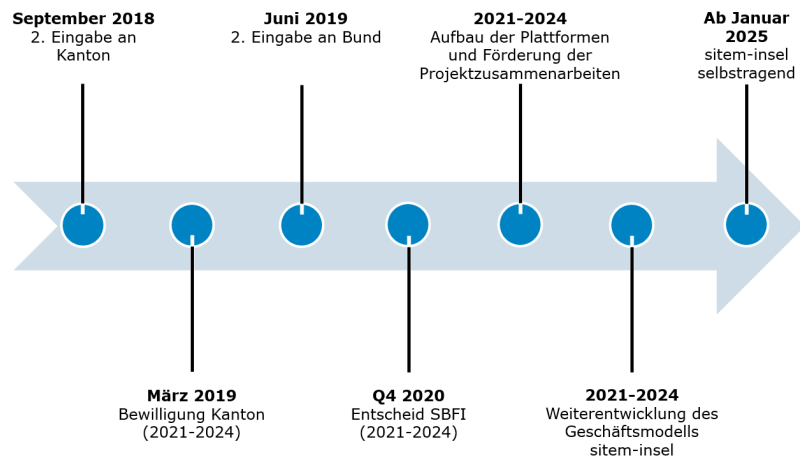 September 2018
2. Eingabe an
Kanton
Juni 2019
2. Eingabe an Bund
2021-2024
Aufbau der Plattformen
und Förderung der
Projektzusammenarbeiten
Ab Januar
2025
sitem-insel
selbstragend
März 2019
Bewilligung Kanton
(2021-2024)
Q4 2020
Entscheid SBFI
(2021-2024)
2021-2024
Weiterentwicklung des
Geschäftsmodells
sitem-insel